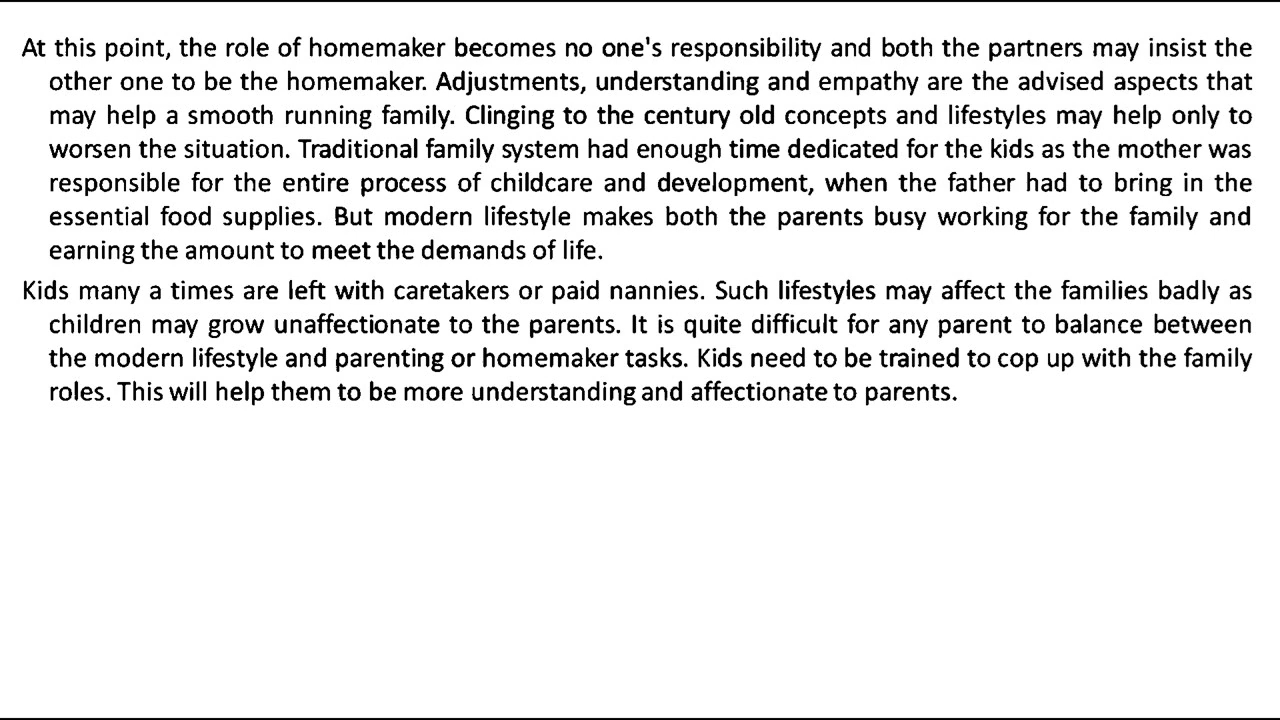 At this point, the role of homemaker becomes no one's responsibility and both the partners may insist the
other one to be the homemaker. Adjustments, understanding and empathy are the advised aspects that
may help a smooth running family. Clinging to the century old concepts and lifestyles may help only to
worsen the situation. Traditional family system had enough time dedicated for the kids as the mother was
responsible for the entire process of childcare and development, when the father had to bring in the
essential food supplies. But modern lifestyle makes both the parents busy working for the family and
earning the amount to meet the demands of life.
Kids many a times are left with caretakers or paid nannies. Such lifestyles may affect the families badly as
children may grow unaffectionate to the parents. It is quite difficult for any parent to balance between
the modern lifestyle and parenting or homemaker tasks. Kids need to be trained to cop up with the family
roles. This will help them to be more understanding and affectionate to parents.